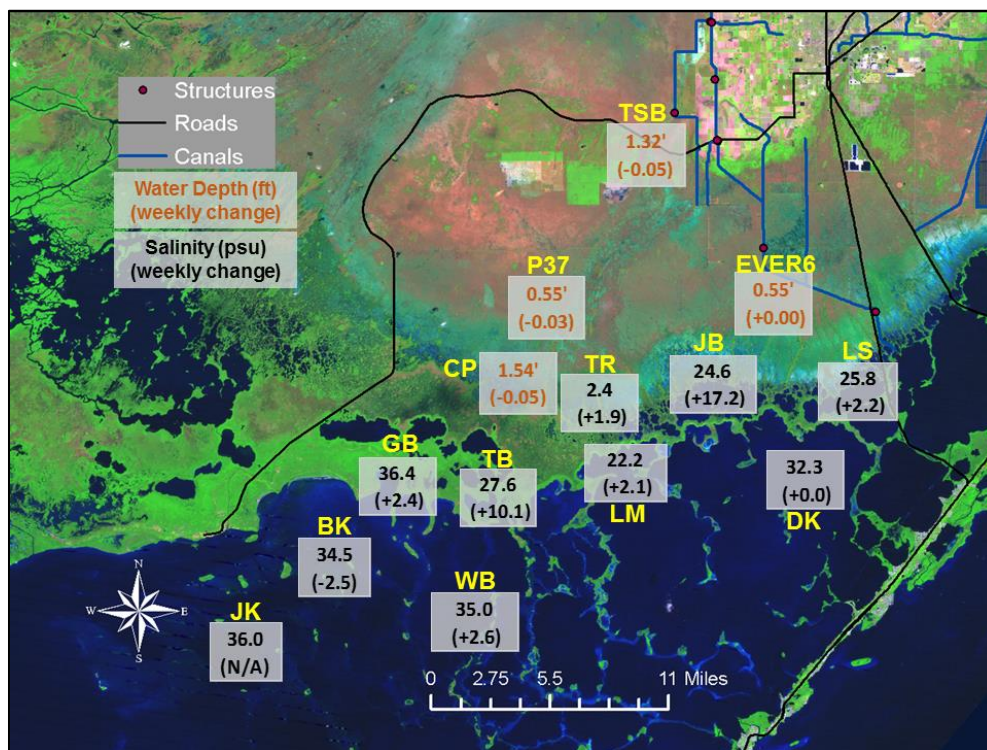 Structures
Roads
Canals
Water Depth (ft)
(weekly change)
Salinity (psu)
(weekly change)
TSB
1.32'
(-0.05)
P37
0.55'
(-0.03)
EVER6
0.55'
(+0.00)
CP
1.54'
(-0.05)
TR
2.4
(+1.9)
JB
24.6
(+17.2)
LS
25.8
(+2.2)
GB
36.4
(+2.4)
TB
27.6
(+10.1)
22.2
(+2.1)
LM
32.3
(+0.0)
DK
BK
34.5
(-2.5)
WB
35.0
(+2.6)
JK
36.0
(N/A)
N
W E
S
0 2.75 5.5 11 Miles